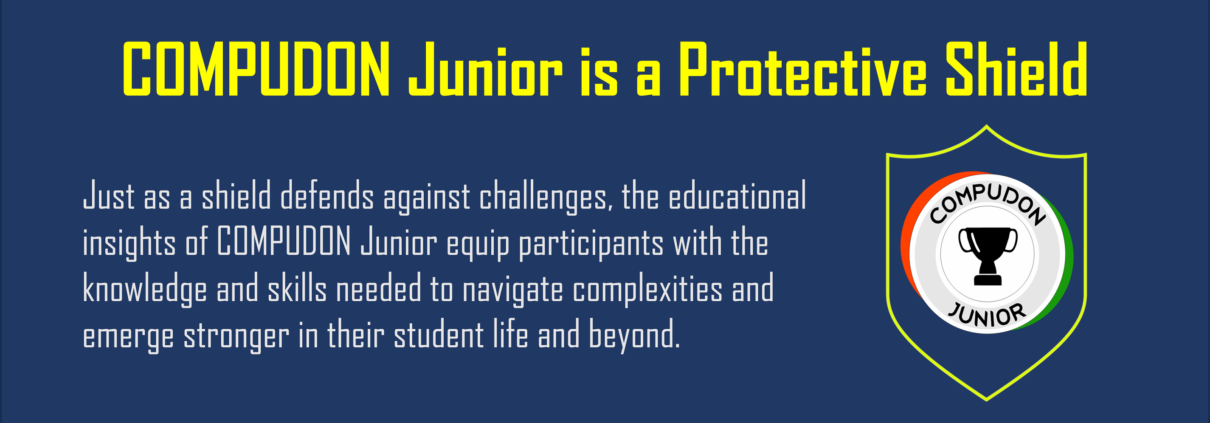 COMPUDON Junior is a Protective Shield
Just as a shield defends against challenges, the educational
insights of COMPUDON Junior equip participants with the
knowledge and skills needed to navigate complexities and
emerge stronger in their student life and beyond.
COMPUDON
JUNIOR